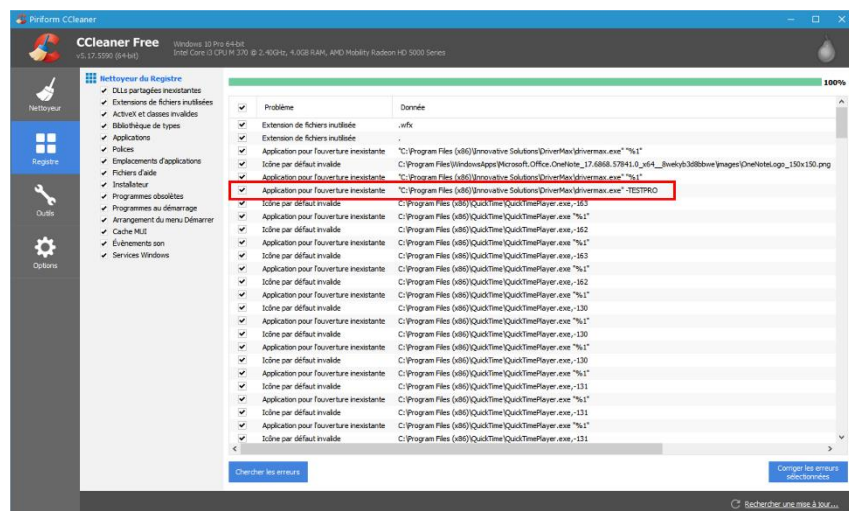 Piriform CCleaner
CCleaner Free
v5.17.5590 (64-bit)
Windows 10 Pro 64-bit
Intel Core i3 CPU M 370 @ 2.40GHz, 4.0GB RAM, AMD Mobility Radeon HD 5000 Series
Nettoyeur
Registre
Outils
Options
Nettoyeur du Registre
DLLs partagées inexistantes
Extensions de fichiers inutilisées
ActiveX et classes invalides
Bibliothèque de types
Applications
Polices
Emplacements d'applications
Fichiers d'aide
Installateur
Programmes obsolètes
Programmes au démarrage
Arrangement du menu Démarrer
Cache MUI
Évènements son
Services Windows
100%
Problème Donnée
Extension de fichiers inutilisée .wfx
Extension de fichiers inutilisée .
Application pour l'ouverture inexistante "C:\Program Files (x86)\Innovative Solutions\DriverMax\drivermax.exe" "%1"
Icône par défaut invalide C:\Program Files\WindowsApps\Microsoft.Office.OneNote_17.6868.57841.0_x64__8wekyb3d8bbwe\images\OneNoteLogo_150x150.png
Application pour l'ouverture inexistante "C:\Program Files (x86)\Innovative Solutions\DriverMax\drivermax.exe" "%1"
Application pour l'ouverture inexistante "C:\Program Files (x86)\Innovative Solutions\DriverMax\drivermax.exe" -TESTPRO
Icône par défaut invalide C:\Program Files (x86)\QuickTime\QuickTimePlayer.exe,-163
Application pour l'ouverture inexistante C:\Program Files (x86)\QuickTime\QuickTimePlayer.exe "%1"
Icône par défaut invalide C:\Program Files (x86)\QuickTime\QuickTimePlayer.exe,-162
Application pour l'ouverture inexistante C:\Program Files (x86)\QuickTime\QuickTimePlayer.exe "%1"
Icône par défaut invalide C:\Program Files (x86)\QuickTime\QuickTimePlayer.exe,-163
Application pour l'ouverture inexistante C:\Program Files (x86)\QuickTime\QuickTimePlayer.exe "%1"
Icône par défaut invalide C:\Program Files (x86)\QuickTime\QuickTimePlayer.exe,-162
Application pour l'ouverture inexistante C:\Program Files (x86)\QuickTime\QuickTimePlayer.exe "%1"
Icône par défaut invalide C:\Program Files (x86)\QuickTime\QuickTimePlayer.exe,-130
Application pour l'ouverture inexistante C:\Program Files (x86)\QuickTime\QuickTimePlayer.exe "%1"
Icône par défaut invalide C:\Program Files (x86)\QuickTime\QuickTimePlayer.exe,-130
Application pour l'ouverture inexistante C:\Program Files (x86)\QuickTime\QuickTimePlayer.exe "%1"
Icône par défaut invalide C:\Program Files (x86)\QuickTime\QuickTimePlayer.exe,-130
Application pour l'ouverture inexistante C:\Program Files (x86)\QuickTime\QuickTimePlayer.exe "%1"
Icône par défaut invalide C:\Program Files (x86)\QuickTime\QuickTimePlayer.exe,-131
Application pour l'ouverture inexistante C:\Program Files (x86)\QuickTime\QuickTimePlayer.exe "%1"
Icône par défaut invalide C:\Program Files (x86)\QuickTime\QuickTimePlayer.exe,-131
Application pour l'ouverture inexistante C:\Program Files (x86)\QuickTime\QuickTimePlayer.exe "%1"
Icône par défaut invalide C:\Program Files (x86)\QuickTime\QuickTimePlayer.exe,-131
Chercher les erreurs
Corriger les erreurs
sélectionnées
Rechercher une mise à jour...